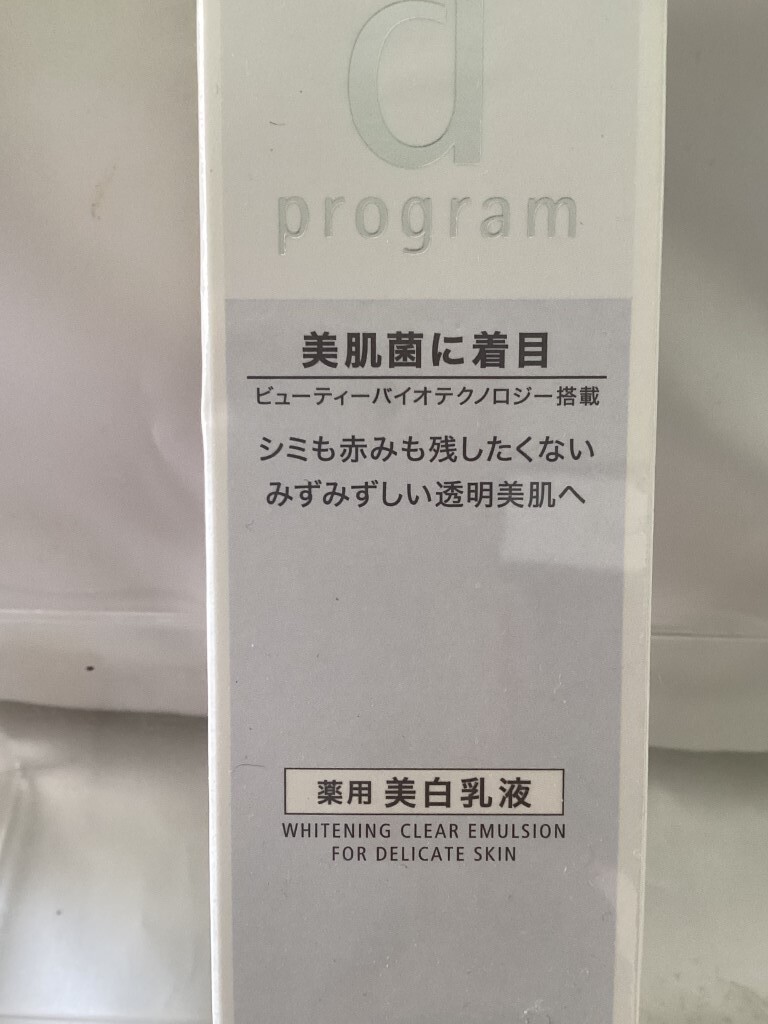 d
program
美肌菌に着目
ビューティーバイオテクノロジー搭載
シミも赤みも残したくない
みずみずしい透明美肌へ
薬用 美白乳液
WHITENING CLEAR EMULSION
FOR DELICATE SKIN